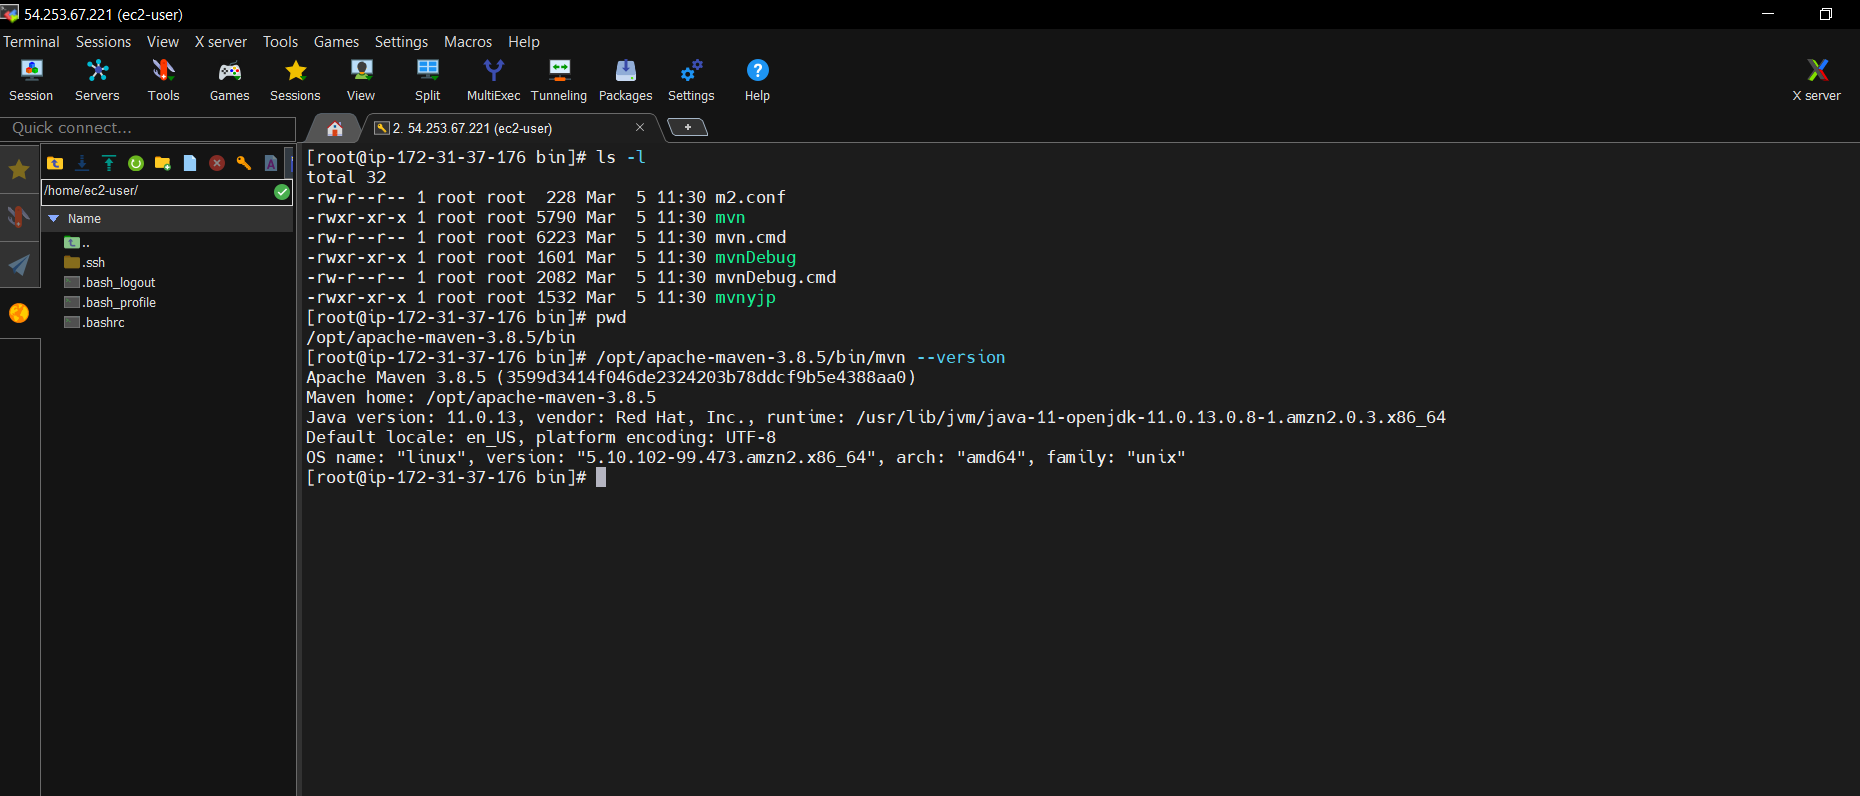 54.253.67.221 (ec2-user)
Terminal Sessions View X server Tools Games Settings Macros Help
Session Servers Tools Games Sessions View Split MultiExec Tunneling Packages Settings Help X server
Quick connect...
2. 54.253.67.221 (ec2-user)
/home/ec2-user/
Name
..
.ssh
.bash_logout
.bash_profile
.bashrc
[root@ip-172-31-37-176 bin]# ls -l
total 32
-rw-r--r-- 1 root root  228 Mar  5 11:30 m2.conf
-rwxr-xr-x 1 root root 5790 Mar  5 11:30 mvn
-rw-r--r-- 1 root root 6223 Mar  5 11:30 mvn.cmd
-rwxr-xr-x 1 root root 1601 Mar  5 11:30 mvnDebug
-rw-r--r-- 1 root root 2082 Mar  5 11:30 mvnDebug.cmd
-rwxr-xr-x 1 root root 1532 Mar  5 11:30 mvnyjp
[root@ip-172-31-37-176 bin]# pwd
/opt/apache-maven-3.8.5/bin
[root@ip-172-31-37-176 bin]# /opt/apache-maven-3.8.5/bin/mvn --version
Apache Maven 3.8.5 (3599d3414f046de2324203b78ddcf9b5e4388aa0)
Maven home: /opt/apache-maven-3.8.5
Java version: 11.0.13, vendor: Red Hat, Inc., runtime: /usr/lib/jvm/java-11-openjdk-11.0.13.0.8-1.amzn2.0.3.x86_64
Default locale: en_US, platform encoding: UTF-8
OS name: "linux", version: "5.10.102-99.473.amzn2.x86_64", arch: "amd64", family: "unix"
[root@ip-172-31-37-176 bin]#